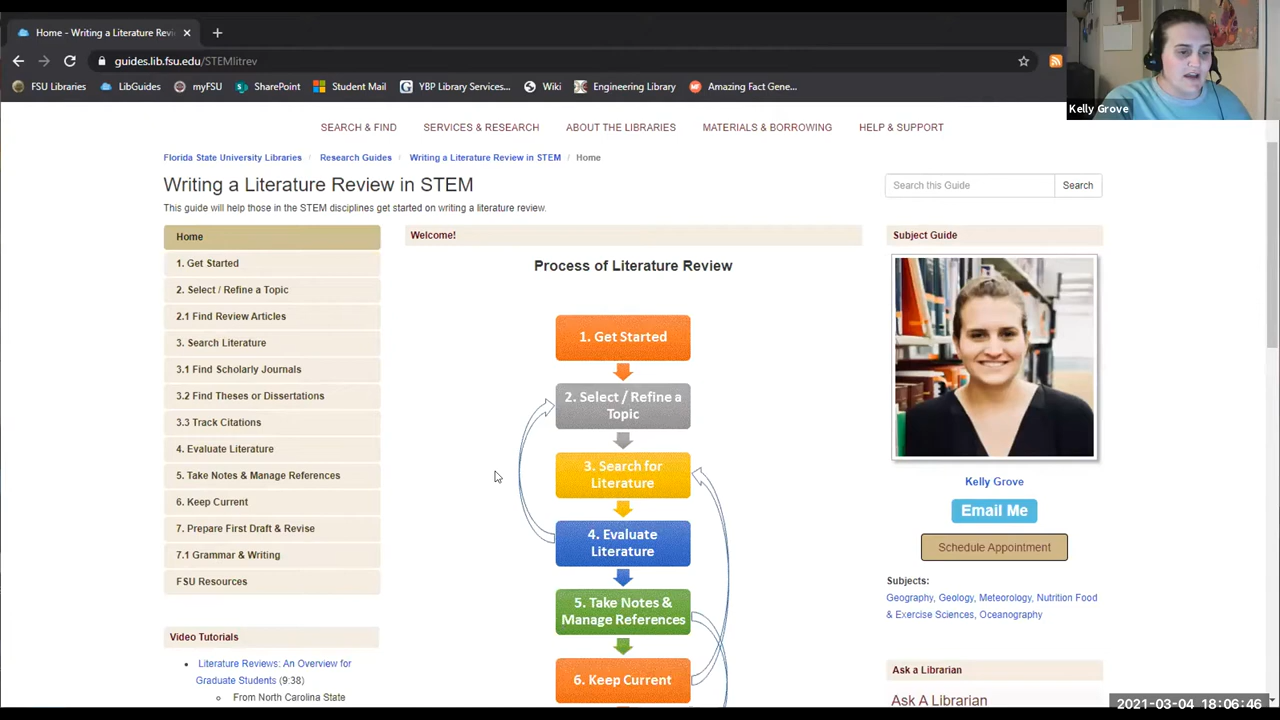 Home - Writing a Literature Revi
guides.lib.fsu.edu/STEMlitrev
FSU Libraries
LibGuides
myFSU
SharePoint
Student Mail
YBP Library Services...
Wiki
Engineering Library
Amazing Fact Gene...
Kelly Grove
SEARCH & FIND
SERVICES & RESEARCH
ABOUT THE LIBRARIES
MATERIALS & BORROWING
HELP & SUPPORT
Florida State University Libraries / Research Guides / Writing a Literature Review in STEM / Home
Writing a Literature Review in STEM
Search this Guide
Search
This guide will help those in the STEM disciplines get started on writing a literature review.
Home
1. Get Started
2. Select / Refine a Topic
2.1 Find Review Articles
3. Search Literature
3.1 Find Scholarly Journals
3.2 Find Theses or Dissertations
3.3 Track Citations
4. Evaluate Literature
5. Take Notes & Manage References
6. Keep Current
7. Prepare First Draft & Revise
7.1 Grammar & Writing
FSU Resources
Video Tutorials
Literature Reviews: An Overview for
Graduate Students (9:38)
From North Carolina State
Welcome!
Process of Literature Review
1. Get Started
2. Select / Refine a
Topic
3. Search for
Literature
4. Evaluate
Literature
5. Take Notes &
Manage References
6. Keep Current
Subject Guide
Kelly Grove
Email Me
Schedule Appointment
Subjects:
Geography, Geology, Meteorology, Nutrition Food
& Exercise Sciences, Oceanography
Ask a Librarian
Ask A Librarian
2021-03-04 18:06:46